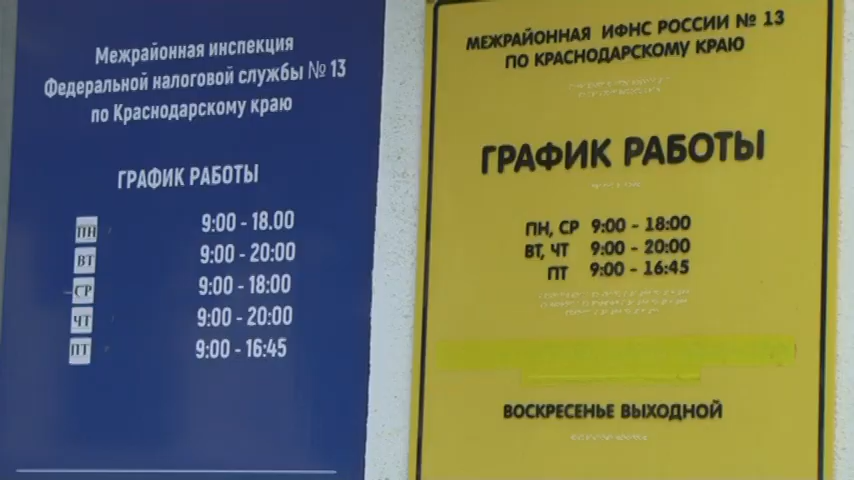 Межрайонная инспекция
Федеральной налоговой службы № 13
по Краснодарскому краю
ГРАФИК РАБОТЫ
ПН 9:00 - 18.00
ВТ 9:00 - 20:00
СР 9:00 - 18:00
ЧТ 9:00 - 20:00
ПТ 9:00 - 16:45
МЕЖРАЙОННАЯ ИФНС РОССИИ № 13
ПО КРАСНОДАРСКОМУ КРАЮ
ГРАФИК РАБОТЫ
ПН, СР 9:00 - 18:00
ВТ, ЧТ 9:00 - 20:00
ПТ 9:00 - 16:45
ВОСКРЕСЕНЬЕ ВЫХОДНОЙ